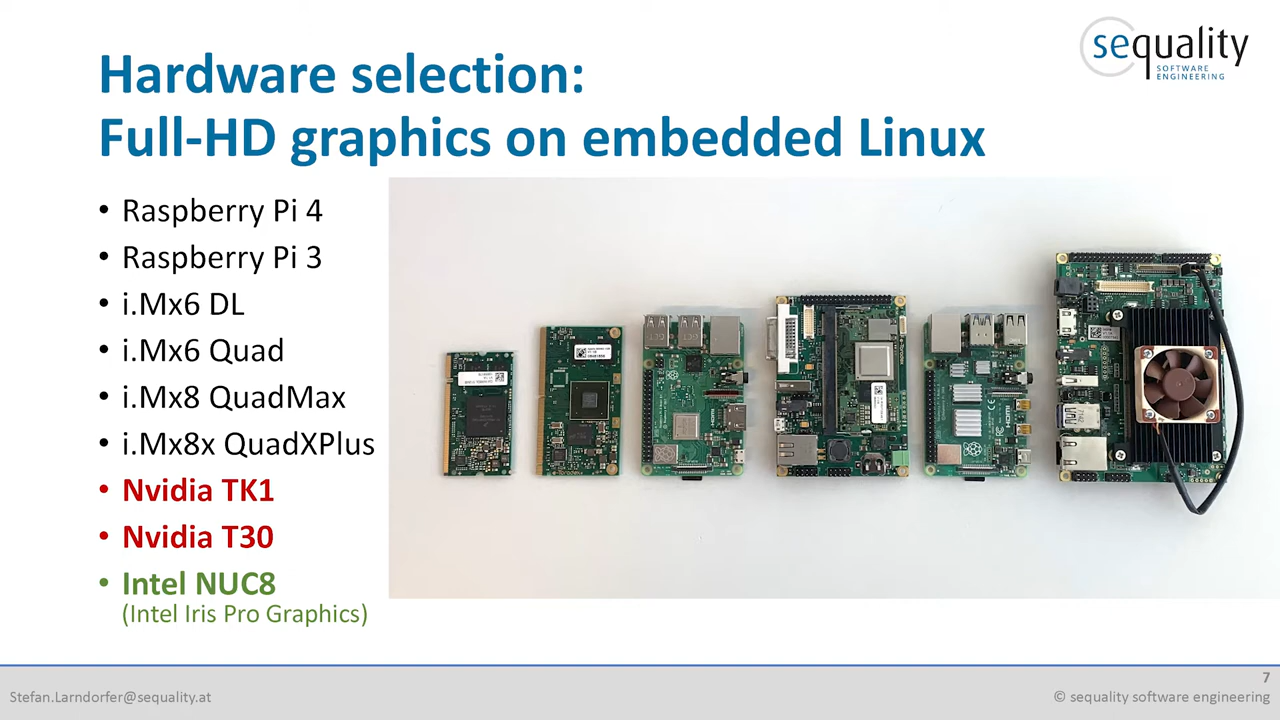 sequality
SOFTWARE
ENGINEERING
Hardware selection:
Full-HD graphics on embedded Linux
• Raspberry Pi 4
• Raspberry Pi 3
• i.Mx6 DL
• i.Mx6 Quad
• i.Mx8 QuadMax
• i.Mx8x QuadXPlus
• Nvidia TK1
• Nvidia T30
• Intel NUC8
(Intel Iris Pro Graphics)
7
Stefan.Larndorfer@sequality.at
© sequality software engineering